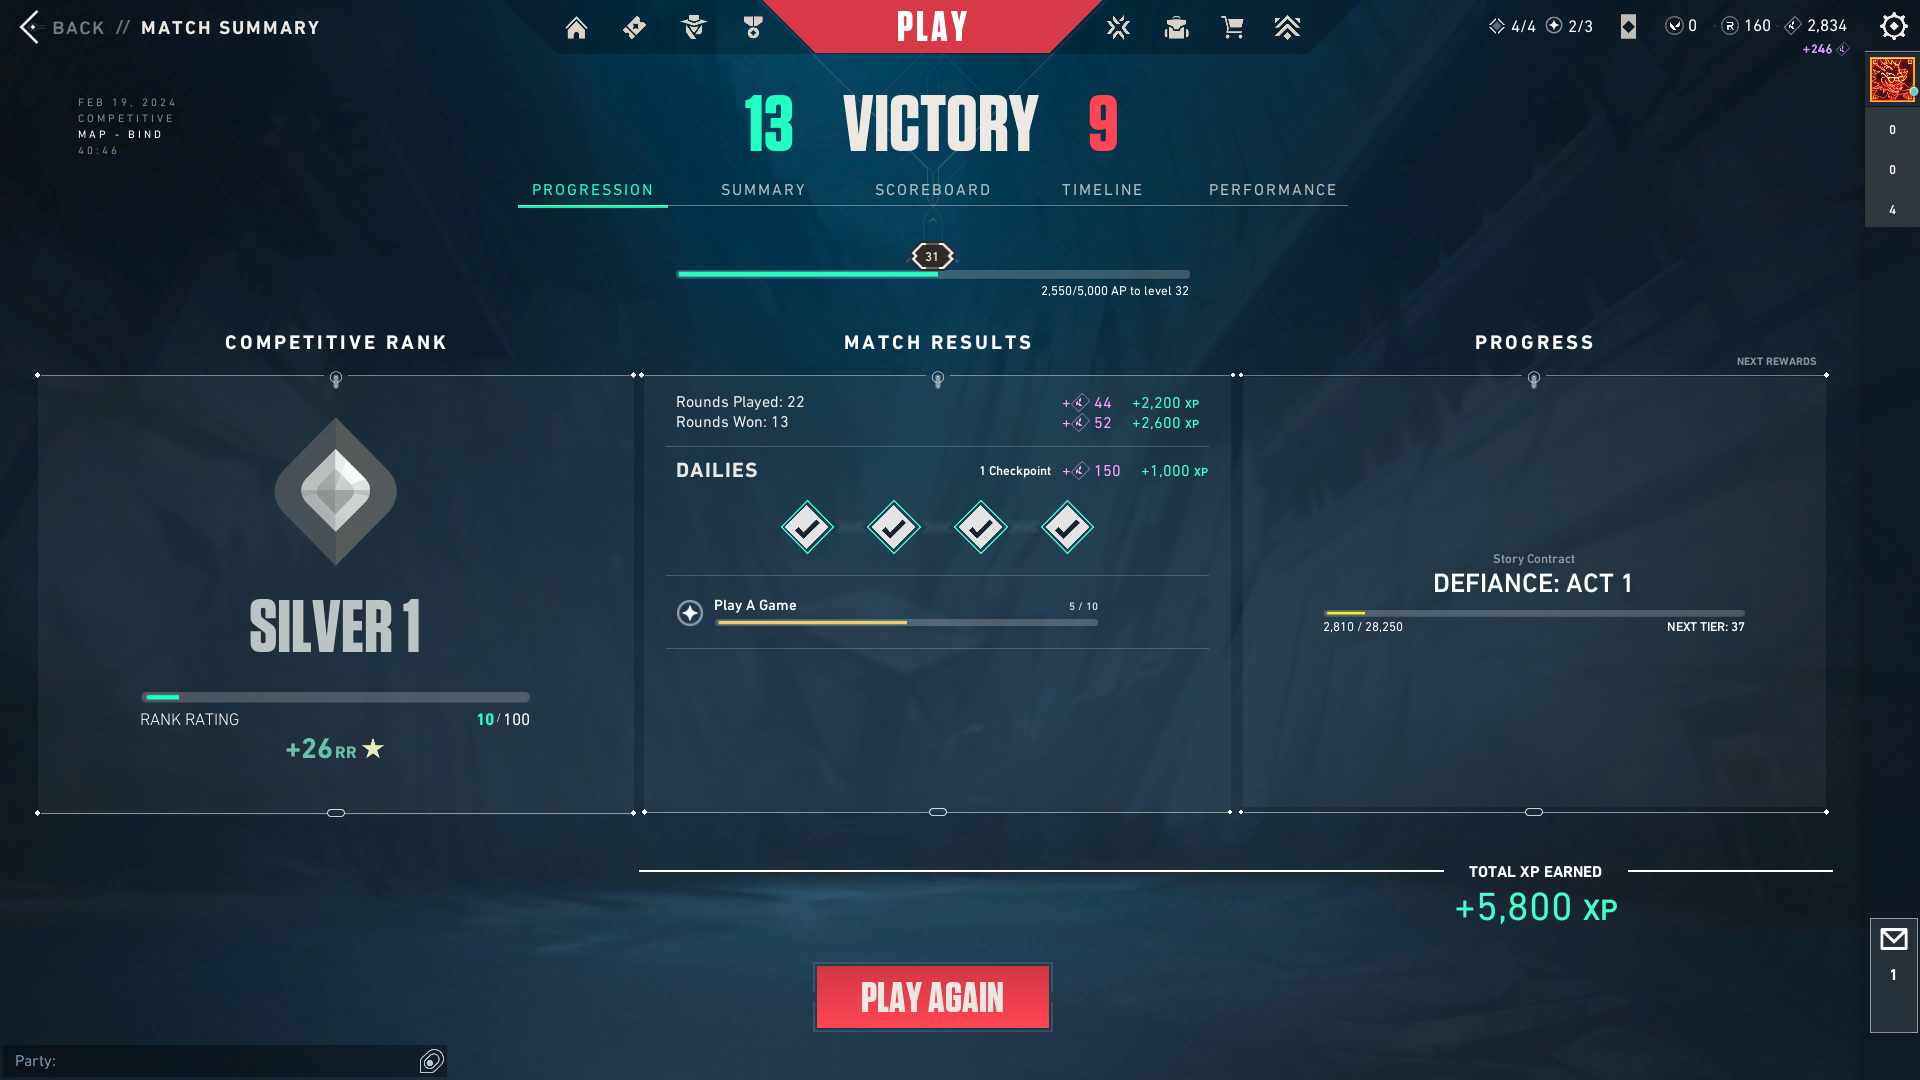 BACK // MATCH SUMMARY
PLAY
4/4 2/3 0 160 2,834
+246
FEB 19, 2024
COMPETITIVE
MAP - BIND
40:46
13 VICTORY 9
PROGRESSION SUMMARY SCOREBOARD TIMELINE PERFORMANCE
0
0
4
31
2,550/5,000 AP to level 32
COMPETITIVE RANK
SILVER 1
RANK RATING 10/100
+26 RR
MATCH RESULTS
Rounds Played: 22 + 44 +2,200 XP
Rounds Won: 13 + 52 +2,600 XP
DAILIES 1 Checkpoint + 150 +1,000 XP
Play A Game 5 / 10
PROGRESS
NEXT REWARDS
Story Contract
DEFIANCE: ACT 1
2,810 / 28,250 NEXT TIER: 37
TOTAL XP EARNED
+5,800 XP
PLAY AGAIN
1
Party: